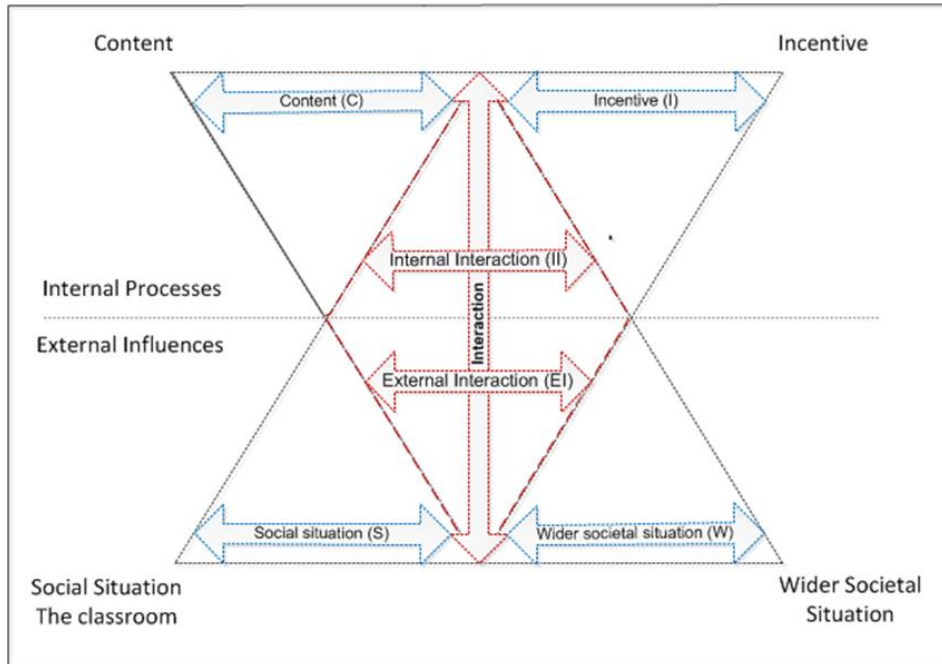 Content
Incentive
Content (C)
Incentive (I)
Internal Interaction (II)
Internal Processes
Interaction
External Influences
External Interaction (EI)
Social situation (S)
Wider societal situation (W)
Social Situation
The classroom
Wider Societal
Situation